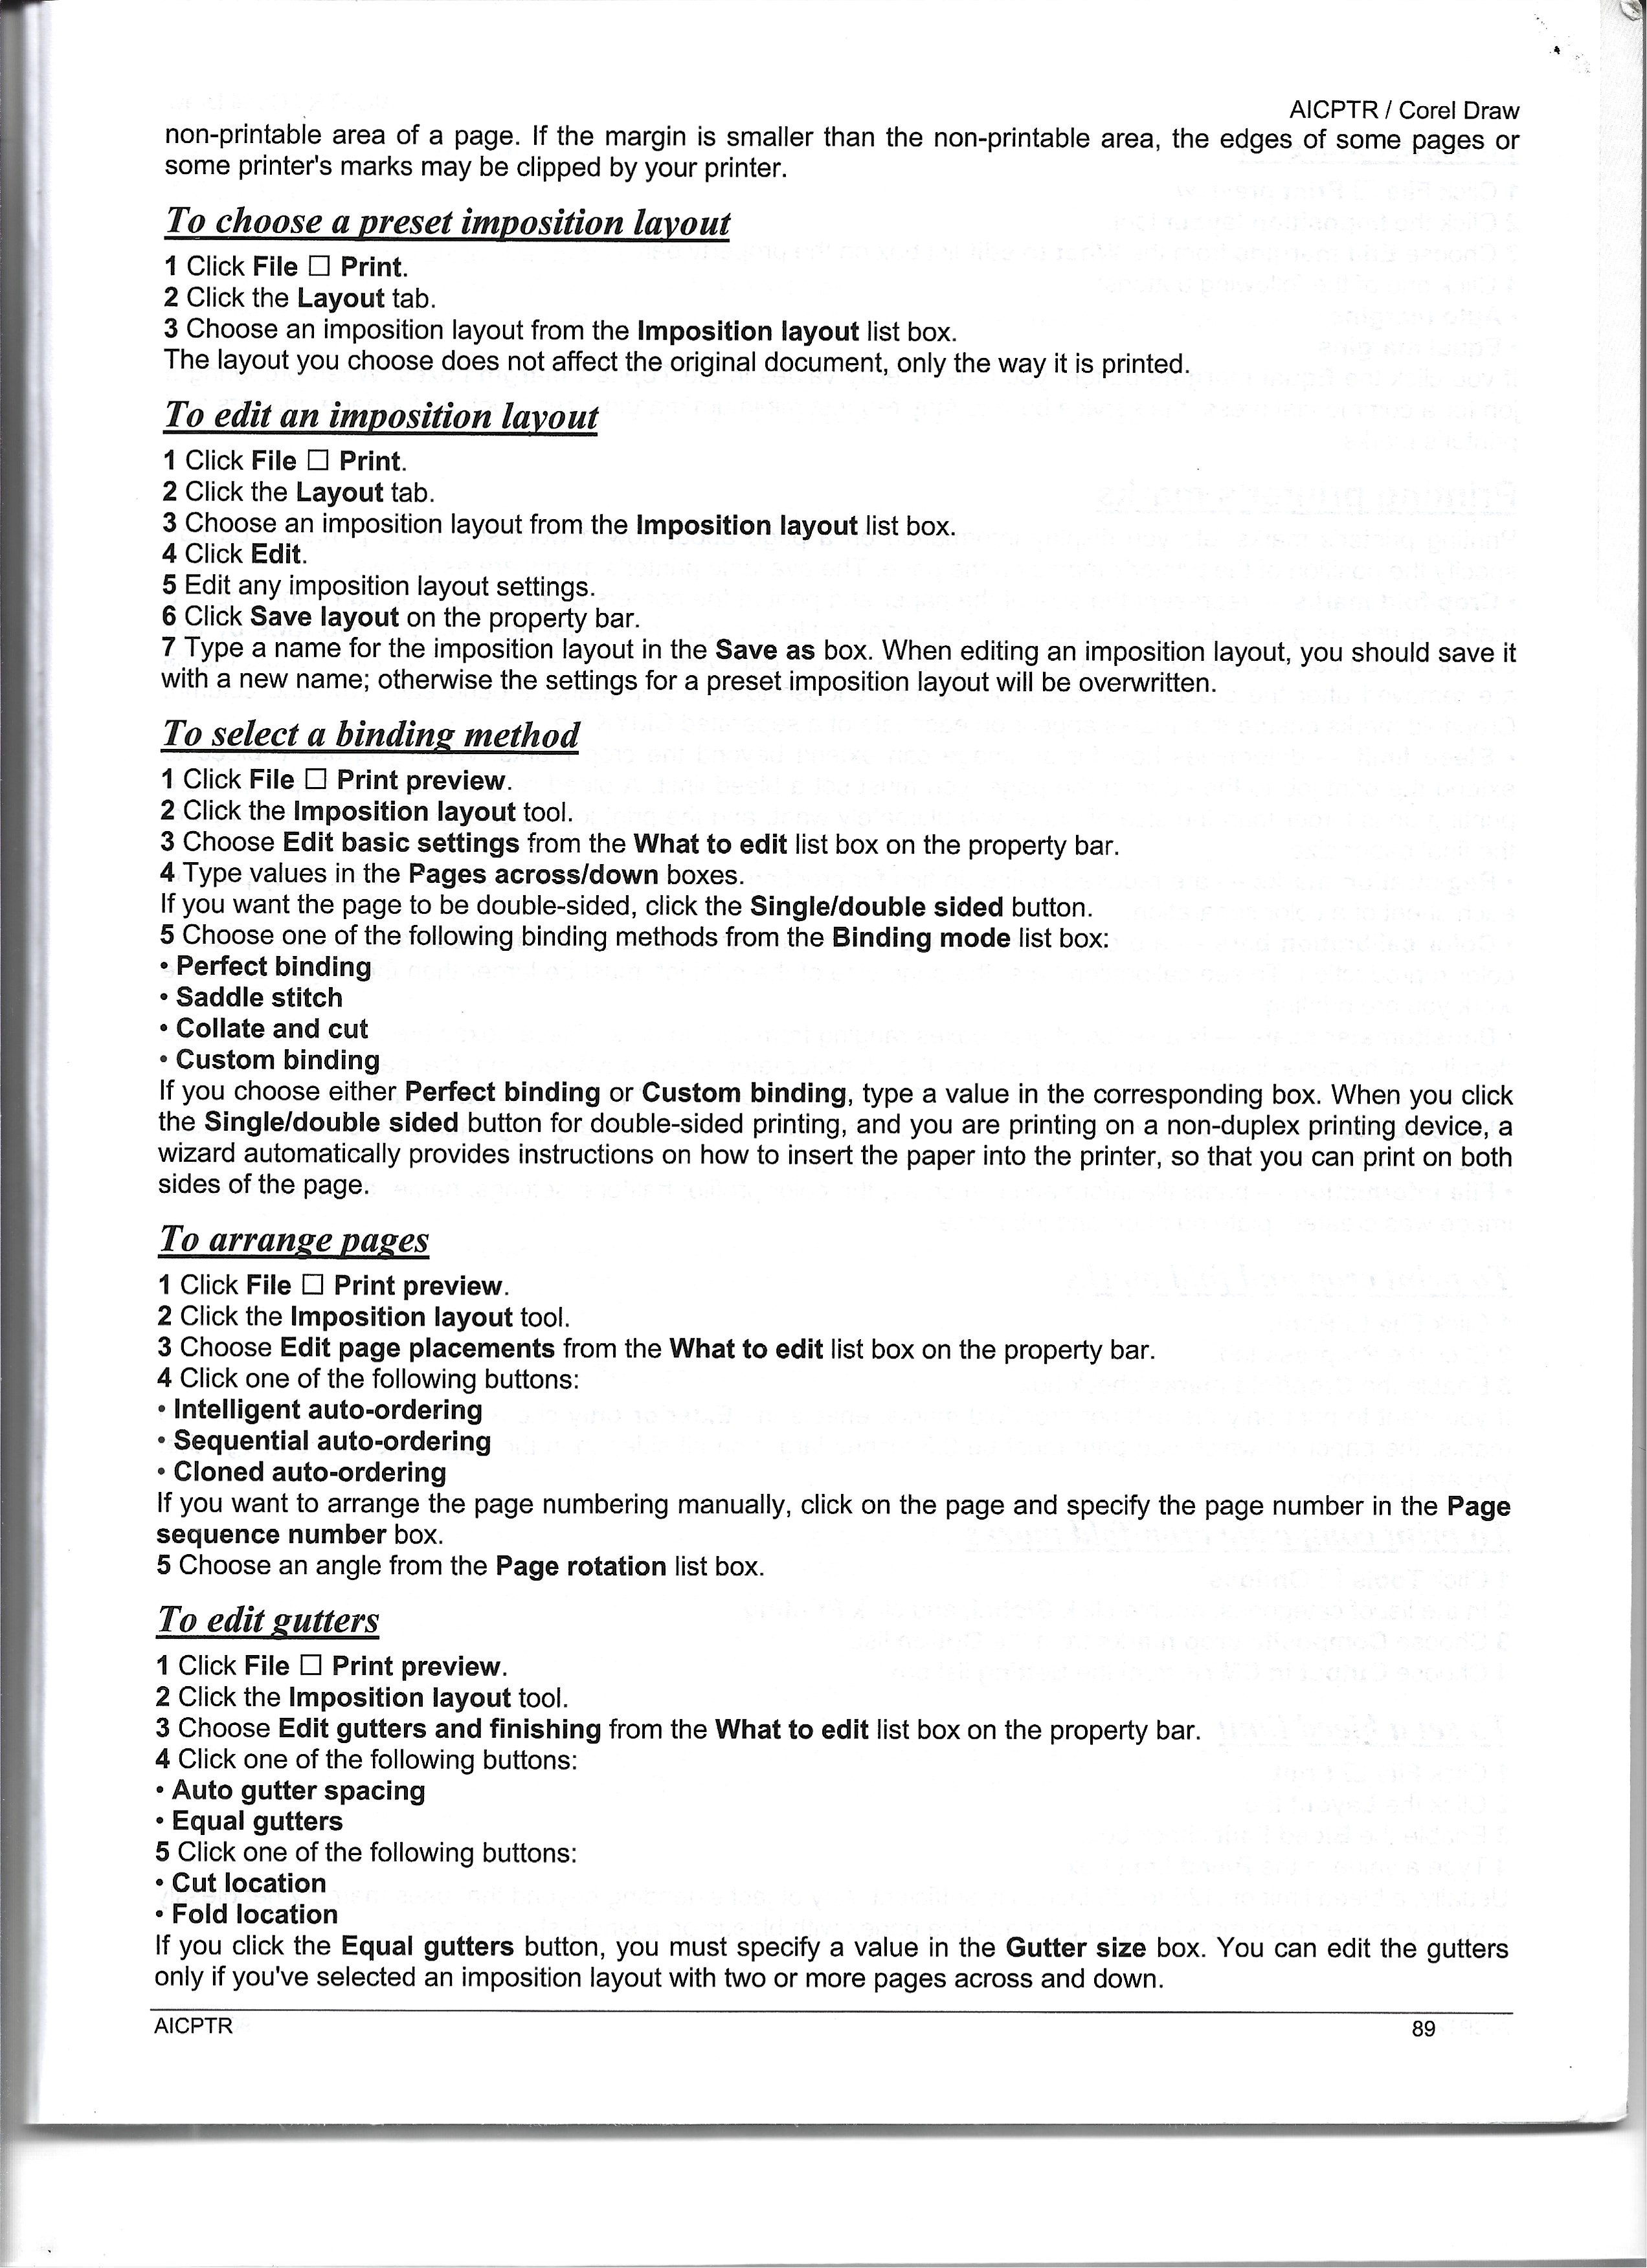 AICPTR / Corel Draw
non-printable area of a page. If the margin is smaller than the non-printable area, the edges of some pages or
some printer's marks may be clipped by your printer.
To choose a preset imposition layout
1 Click File □ Print.
2 Click the Layout tab.
3 Choose an imposition layout from the Imposition layout list box.
The layout you choose does not affect the original document, only the way it is printed.
To edit an imposition layout
1 Click File □ Print.
2 Click the Layout tab.
3 Choose an imposition layout from the Imposition layout list box.
4 Click Edit.
5 Edit any imposition layout settings.
6 Click Save layout on the property bar.
7 Type a name for the imposition layout in the Save as box. When editing an imposition layout, you should save it
with a new name; otherwise the settings for a preset imposition layout will be overwritten.
To select a binding method
1 Click File □ Print preview.
2 Click the Imposition layout tool.
3 Choose Edit basic settings from the What to edit list box on the property bar.
4 Type values in the Pages across/down boxes.
If you want the page to be double-sided, click the Single/double sided button.
5 Choose one of the following binding methods from the Binding mode list box:
• Perfect binding
• Saddle stitch
• Collate and cut
• Custom binding
If you choose either Perfect binding or Custom binding, type a value in the corresponding box. When you click
the Single/double sided button for double-sided printing, and you are printing on a non-duplex printing device, a
wizard automatically provides instructions on how to insert the paper into the printer, so that you can print on both
sides of the page.
To arrange pages
1 Click File □ Print preview.
2 Click the Imposition layout tool.
3 Choose Edit page placements from the What to edit list box on the property bar.
4 Click one of the following buttons:
• Intelligent auto-ordering
• Sequential auto-ordering
• Cloned auto-ordering
If you want to arrange the page numbering manually, click on the page and specify the page number in the Page
sequence number box.
5 Choose an angle from the Page rotation list box.
To edit gutters
1 Click File □ Print preview.
2 Click the Imposition layout tool.
3 Choose Edit gutters and finishing from the What to edit list box on the property bar.
4 Click one of the following buttons:
• Auto gutter spacing
• Equal gutters
5 Click one of the following buttons:
• Cut location
• Fold location
If you click the Equal gutters button, you must specify a value in the Gutter size box. You can edit the gutters
only if you've selected an imposition layout with two or more pages across and down.
AICPTR 89